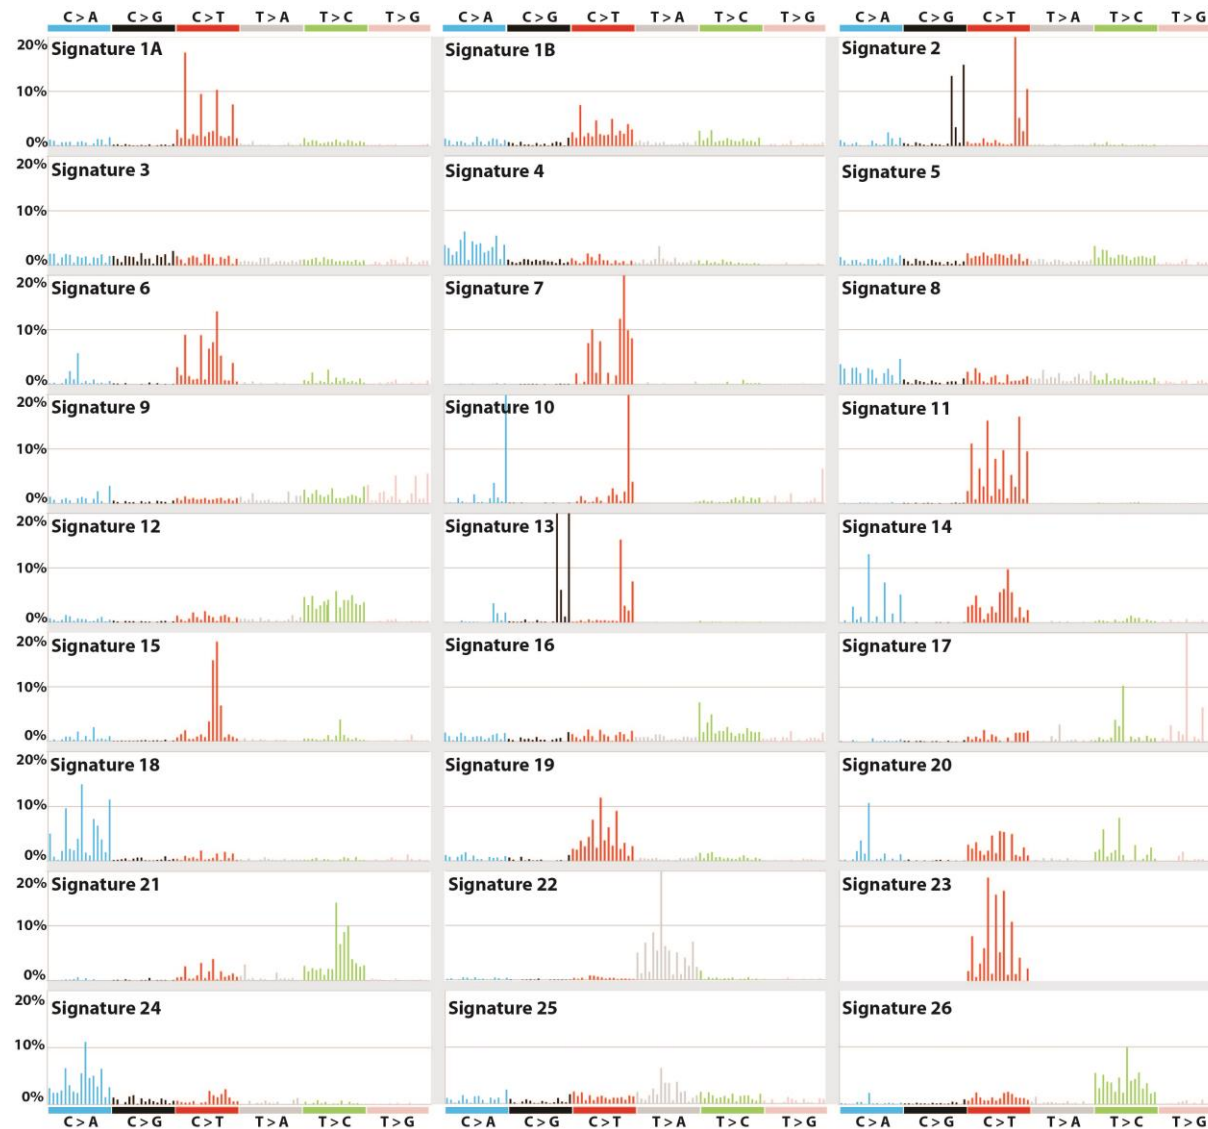 C > A C > G C > T T > A T > C T > G C > A C > G C > T T > A T > C T > G C > A C > G C > T T > A T > C T > G
20% Signature 1A Signature 1B Signature 2
10%
0%
20% Signature 3 Signature 4 Signature 5
10%
0%
20% Signature 6 Signature 7 Signature 8
10%
0%
20% Signature 9 Signature 10 Signature 11
10%
0%
20% Signature 12 Signature 13 Signature 14
10%
0%
20% Signature 15 Signature 16 Signature 17
10%
0%
20% Signature 18 Signature 19 Signature 20
10%
0%
20% Signature 21 Signature 22 Signature 23
10%
0%
20% Signature 24 Signature 25 Signature 26
10%
0%
C > A C > G C > T T > A T > C T > G C > A C > G C > T T > A T > C T > G C > A C > G C > T T > A T > C T > G